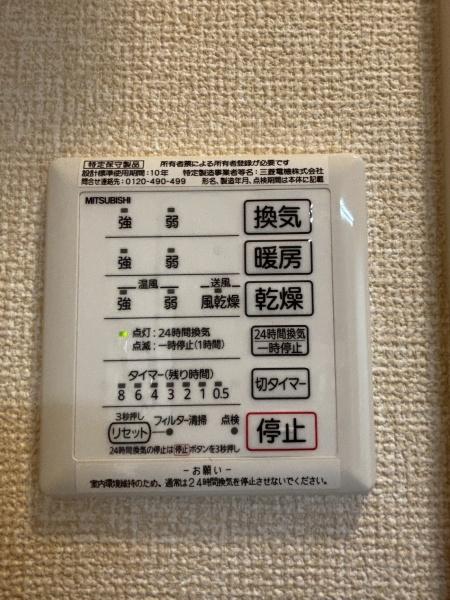 特定保守製品 所有者票による所有者登録が必要です
設計標準使用期間:10年 特定製造事業者等名:三菱電機株式会社
問合せ連絡先:0120-490-499 形名、製造年月、点検期間は本体に記載
MITSUBISHI
強 弱 換気
強 弱 暖房
温風 送風
強 弱 風乾燥 乾燥
点灯:24時間換気
点滅:一時停止(1時間)
24時間換気
一時停止
タイマー(残り時間)
8 6 4 3 2 1 0.5
切タイマー
3秒押し
リセット フィルター清掃 点検
停止
24時間換気の停止は停止ボタンを3秒押し
-お願い-
室内環境維持のため、通常は24時間換気を停止させないでください。